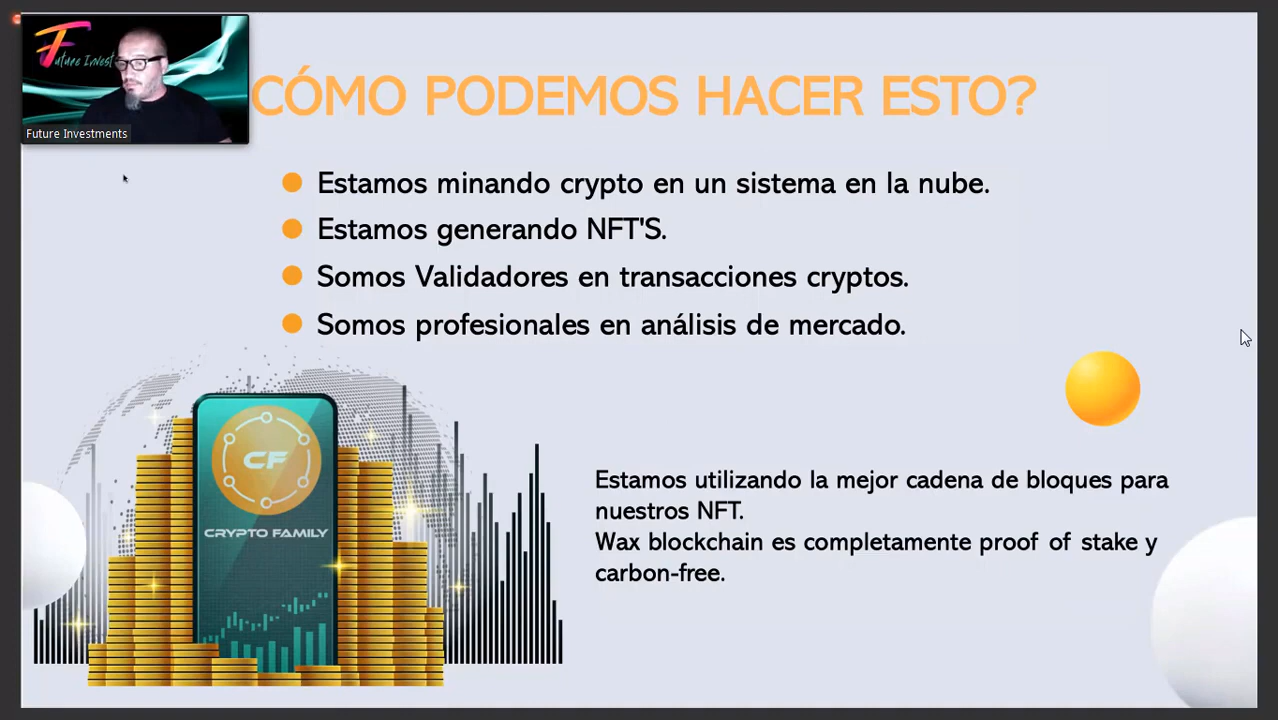 Future Invest
Future Investments
CÓMO PODEMOS HACER ESTO?
Estamos minando crypto en un sistema en la nube.
Estamos generando NFT'S.
Somos Validadores en transacciones cryptos.
Somos profesionales en análisis de mercado.
CF
CRYPTO FAMILY
Estamos utilizando la mejor cadena de bloques para
nuestros NFT.
Wax blockchain es completamente proof of stake y
carbon-free.